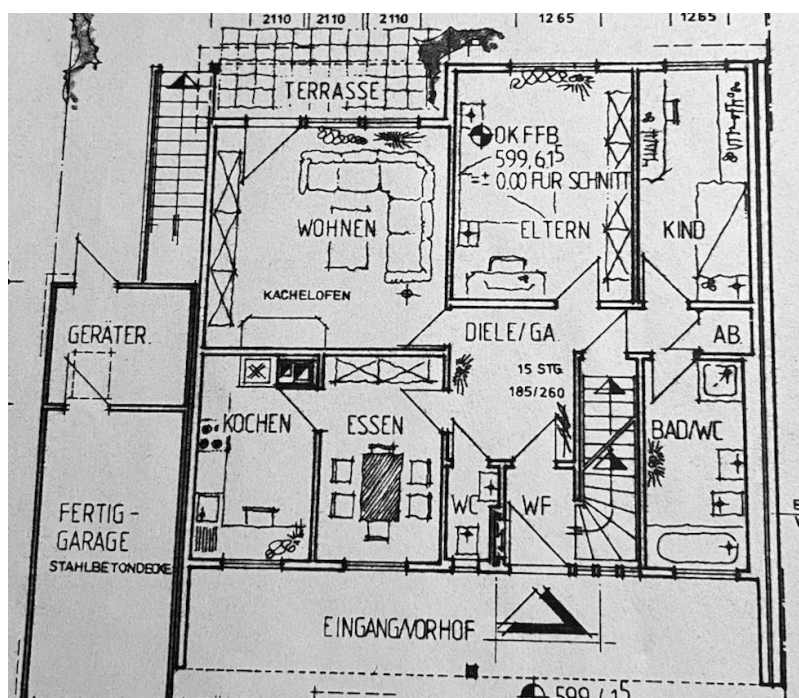 2110 2110 2110 1265 1265
TERRASSE
OKFFB
599,61⁵
=± 0.00 FUR SCHNITT
WOHNEN
ELTERN
KIND
KACHELOFEN
GERÄTER.
DIELE/GA.
AB.
15 STG
185/260
KOCHEN
ESSEN
BAD/WC
WC
WF
FERTIG-
GARAGE
STAHLBETONDECKE
EINGANG/VORHOF